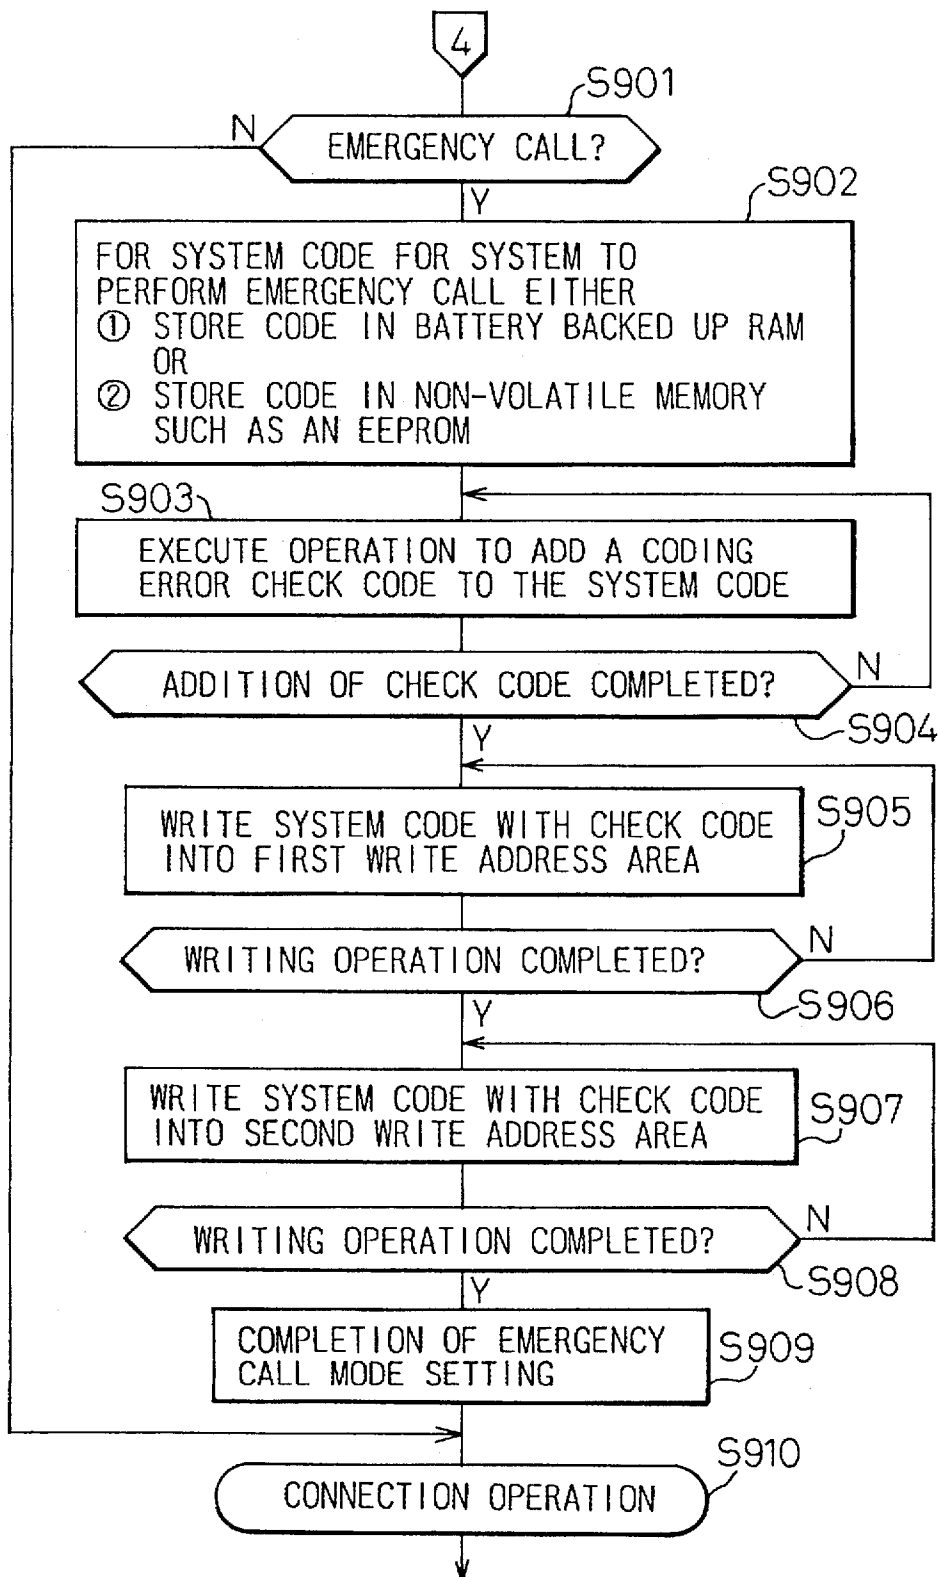 4
S901
N
EMERGENCY CALL?
Y
S902
FOR SYSTEM CODE FOR SYSTEM TO
PERFORM EMERGENCY CALL EITHER
① STORE CODE IN BATTERY BACKED UP RAM
OR
② STORE CODE IN NON-VOLATILE MEMORY
SUCH AS AN EEPROM
S903
EXECUTE OPERATION TO ADD A CODING
ERROR CHECK CODE TO THE SYSTEM CODE
ADDITION OF CHECK CODE COMPLETED?
N
S904
Y
S905
WRITE SYSTEM CODE WITH CHECK CODE
INTO FIRST WRITE ADDRESS AREA
N
WRITING OPERATION COMPLETED?
S906
Y
WRITE SYSTEM CODE WITH CHECK CODE
INTO SECOND WRITE ADDRESS AREA
S907
N
WRITING OPERATION COMPLETED?
S908
Y
COMPLETION OF EMERGENCY
CALL MODE SETTING
S909
S910
CONNECTION OPERATION